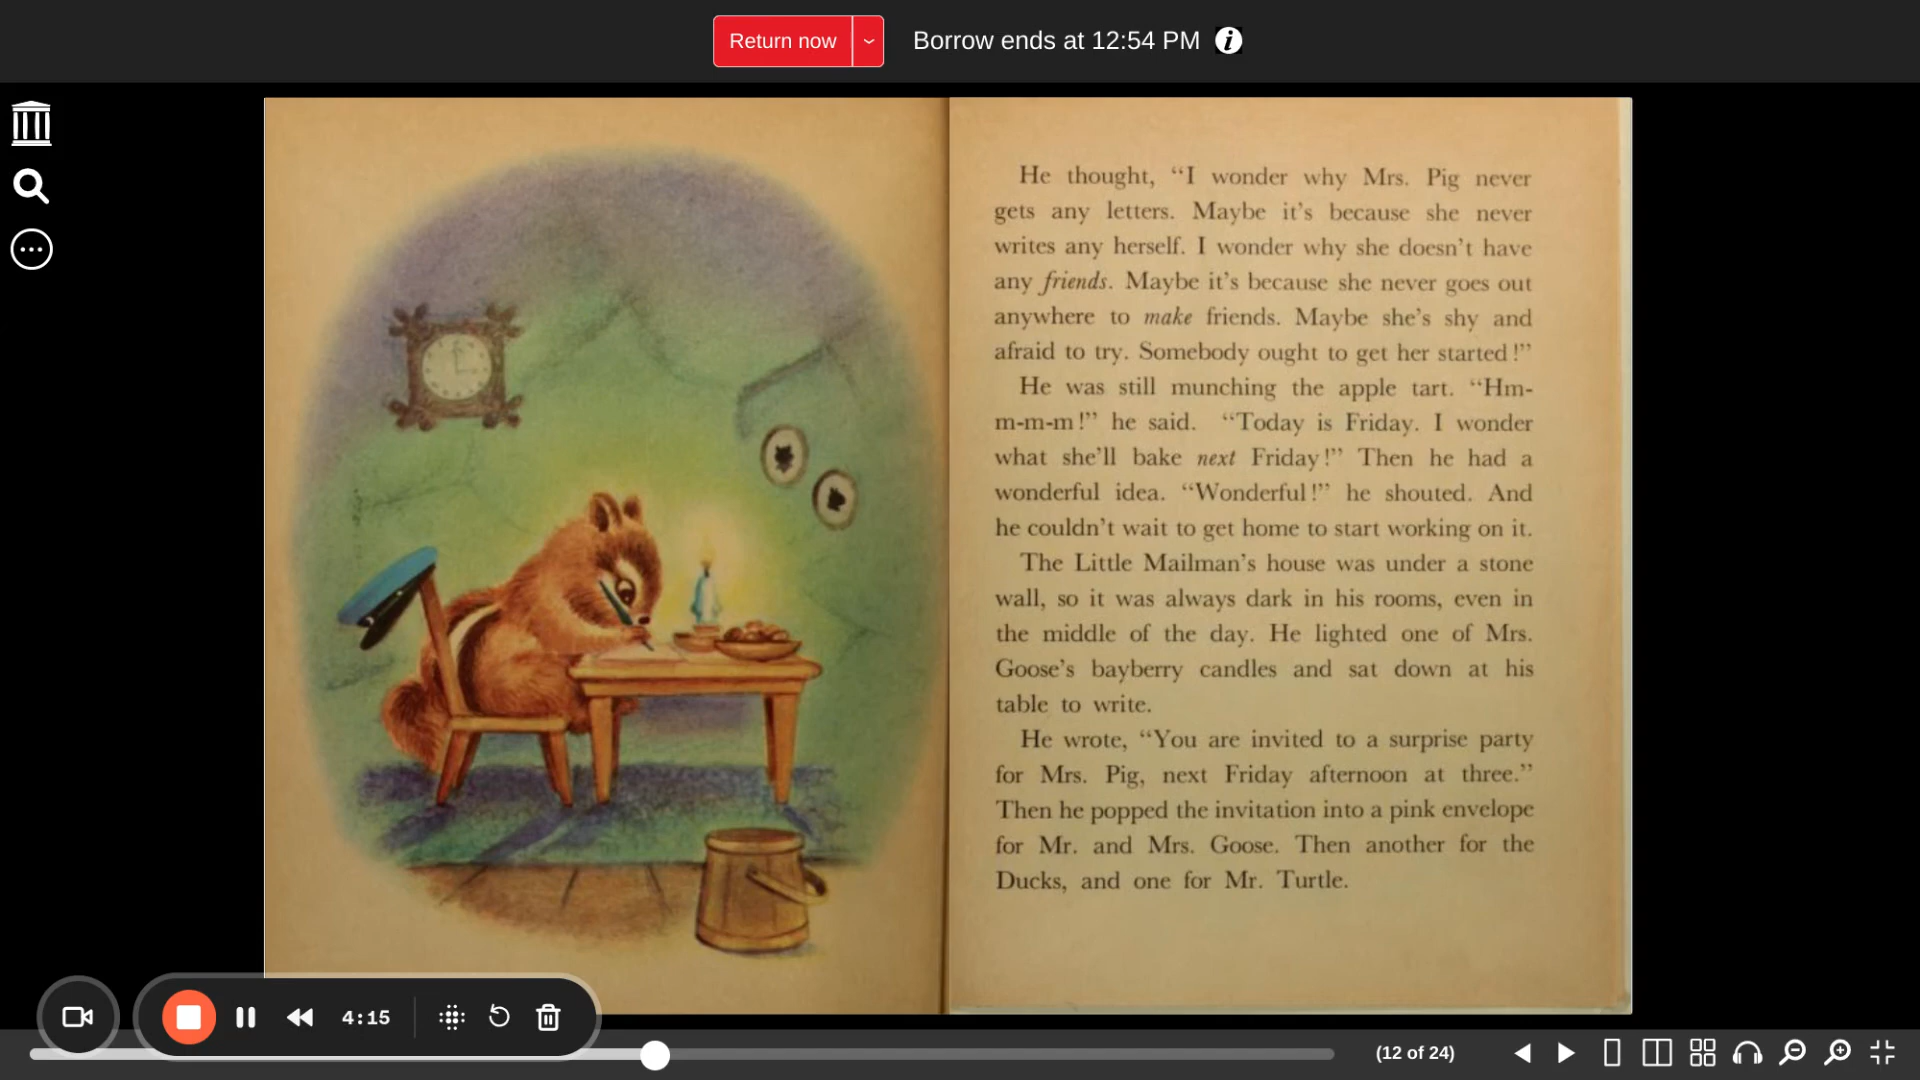 Return now
Borrow ends at 12:54 PM
He thought, “I wonder why Mrs. Pig never
gets any letters. Maybe it’s because she never
writes any herself. I wonder why she doesn’t have
any friends. Maybe it’s because she never goes out
anywhere to make friends. Maybe she’s shy and
afraid to try. Somebody ought to get her started!”
He was still munching the apple tart. “Hm-
m-m-m!” he said. “Today is Friday. I wonder
what she’ll bake next Friday!” Then he had a
wonderful idea. “Wonderful!” he shouted. And
he couldn’t wait to get home to start working on it.
The Little Mailman’s house was under a stone
wall, so it was always dark in his rooms, even in
the middle of the day. He lighted one of Mrs.
Goose’s bayberry candles and sat down at his
table to write.
He wrote, “You are invited to a surprise party
for Mrs. Pig, next Friday afternoon at three.”
Then he popped the invitation into a pink envelope
for Mr. and Mrs. Goose. Then another for the
Ducks, and one for Mr. Turtle.
4:15
(12 of 24)